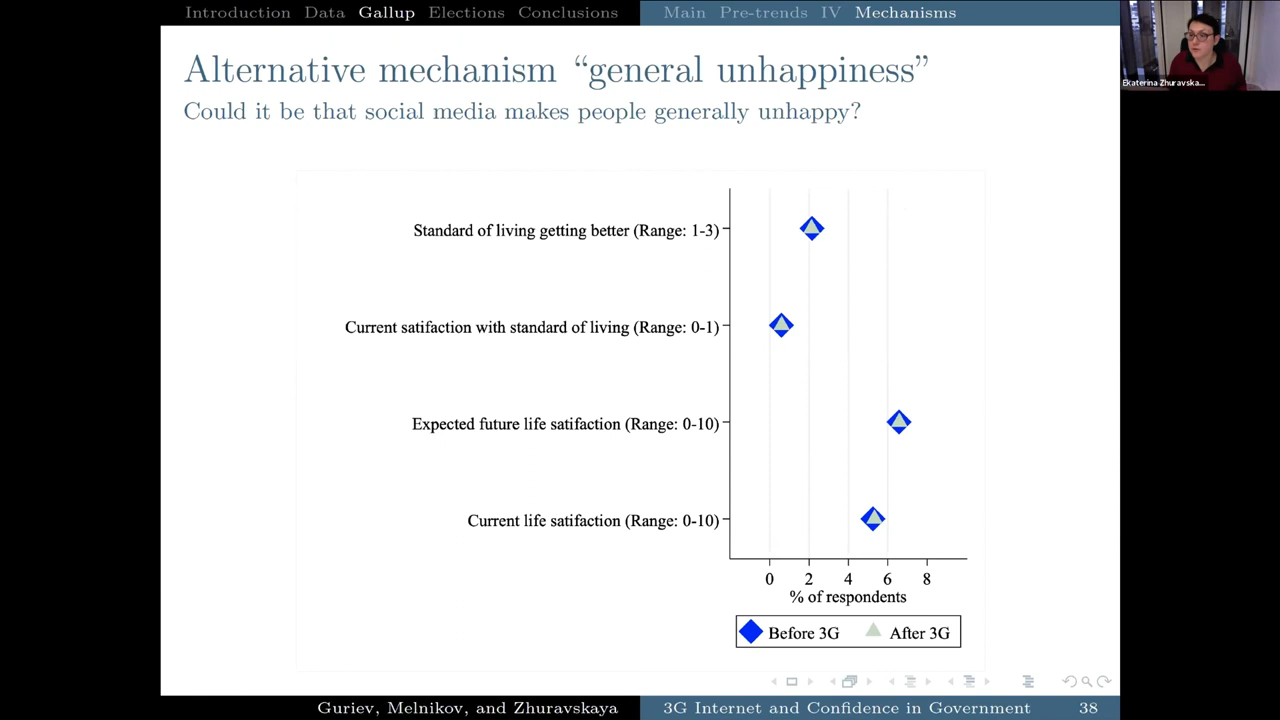 Introduction Data Gallup Elections Conclusions Main Pre-trends IV Mechanisms
Ekaterina Zhuravska...
Alternative mechanism “general unhappiness”
Could it be that social media makes people generally unhappy?
Standard of living getting better (Range: 1-3)
Current satifaction with standard of living (Range: 0-1)
Expected future life satifaction (Range: 0-10)
Current life satifaction (Range: 0-10)
0 2 4 6 8
% of respondents
Before 3G After 3G
Guriev, Melnikov, and Zhuravskaya 3G Internet and Confidence in Government 38